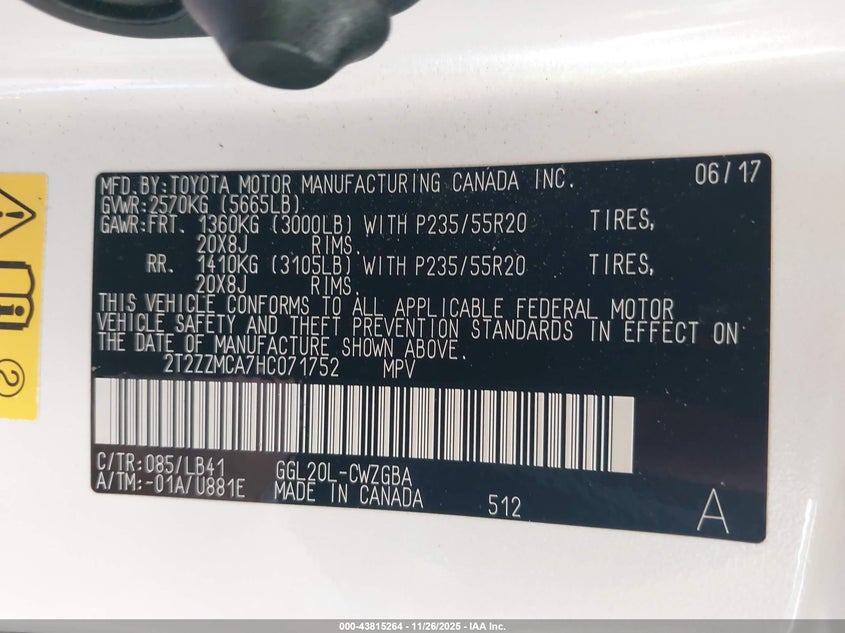 MFD.BY:TOYOTA MOTOR MANUFACTURING CANADA INC. 06/17
GVWR:2570KG (5665LB)
GAWR:FRT. 1360KG (3000LB) WITH P235/55R20 TIRES,
20X8J RIMS.
RR. 1410KG (3105LB) WITH P235/55R20 TIRES,
20X8J RIMS.
THIS VEHICLE CONFORMS TO ALL APPLICABLE FEDERAL MOTOR
VEHICLE SAFETY AND THEFT PREVENTION STANDARDS IN EFFECT ON
THE DATE OF MANUFACTURE SHOWN ABOVE.
2T2ZZMCA7HC071752 MPV
C/TR:085/LB41 GGL20L-CWZGBA
A/TM:-01A/U881E MADE IN CANADA 512 A
2
000-43815264 - 11/26/2025 - IAA Inc.